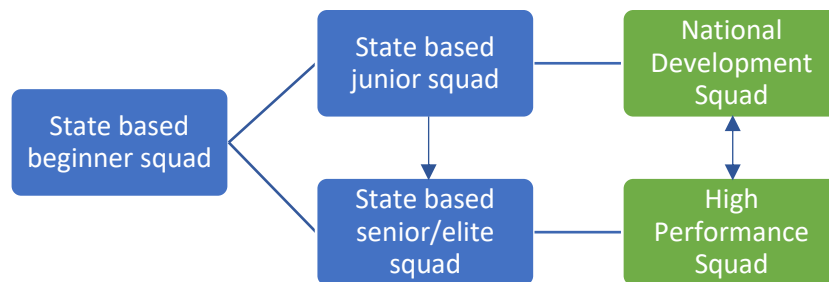 State based
beginner squad
State based
junior squad
State based
senior/elite
squad
National
Development
Squad
High
Performance
Squad